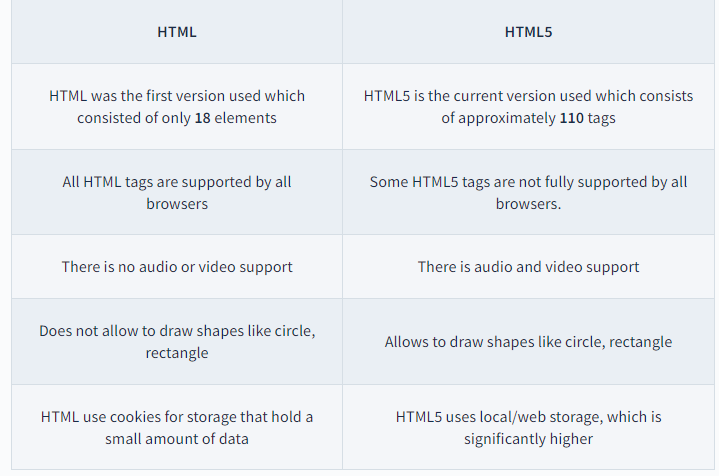 HTML
HTML5
HTML was the first version used which
consisted of only 18 elements
HTML5 is the current version used which consists
of approximately 110 tags
All HTML tags are supported by all
browsers
Some HTML5 tags are not fully supported by all
browsers.
There is no audio or video support
There is audio and video support
Does not allow to draw shapes like circle,
rectangle
Allows to draw shapes like circle, rectangle
HTML use cookies for storage that hold a
small amount of data
HTML5 uses local/web storage, which is
significantly higher